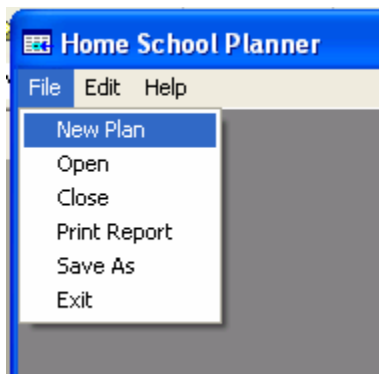 Home School Planner
File Edit Help
New Plan
Open
Close
Print Report
Save As
Exit